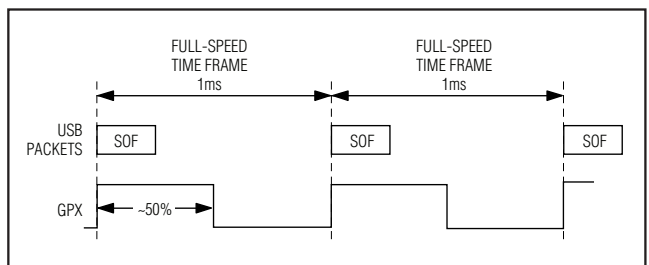 FULL-SPEED
TIME FRAME
1ms
FULL-SPEED
TIME FRAME
1ms
USB
PACKETS
SOF
SOF
SOF
GPX
~50%